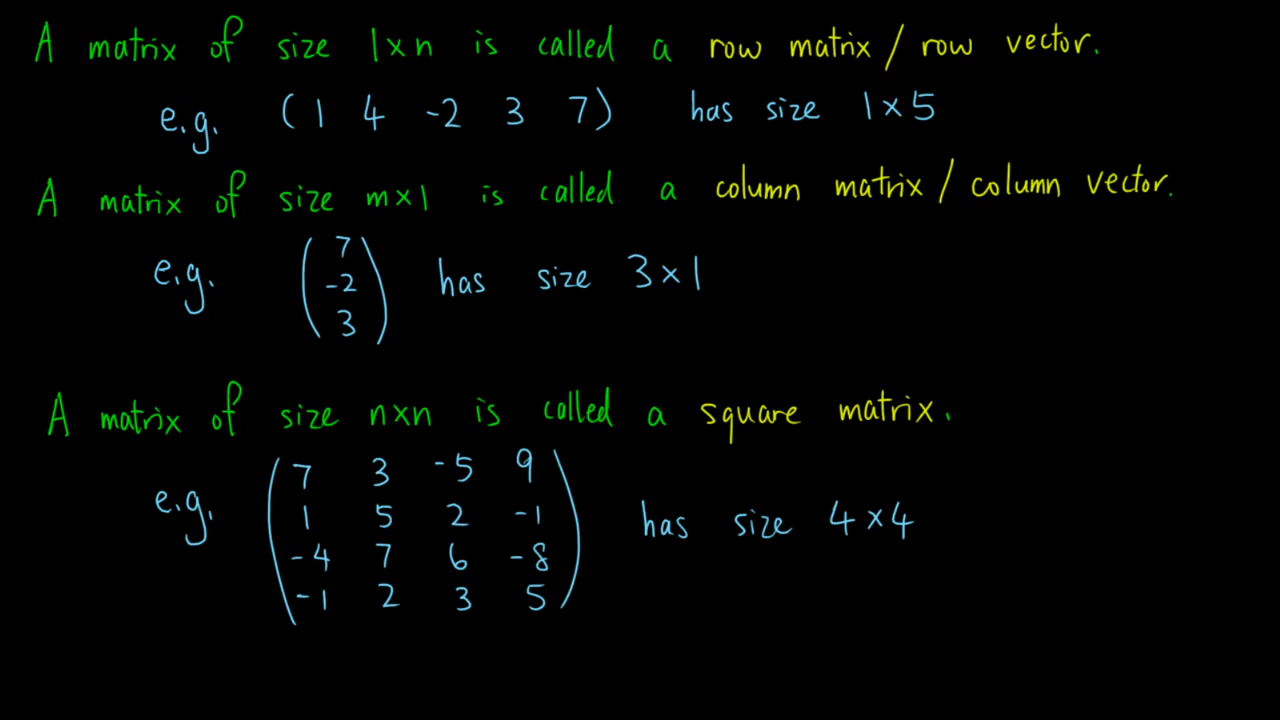 A matrix of size 1×n is called a row matrix / row vector.
e.g. (1 4 -2 3 7) has size 1×5
A matrix of size m×1 is called a column matrix / column vector.
7
e.g. -2 has size 3×1
3
A matrix of size n×n is called a square matrix.
7 3 -5 9
e.g. 1 5 2 -1 has size 4×4
-4 7 6 -8
-1 2 3 5